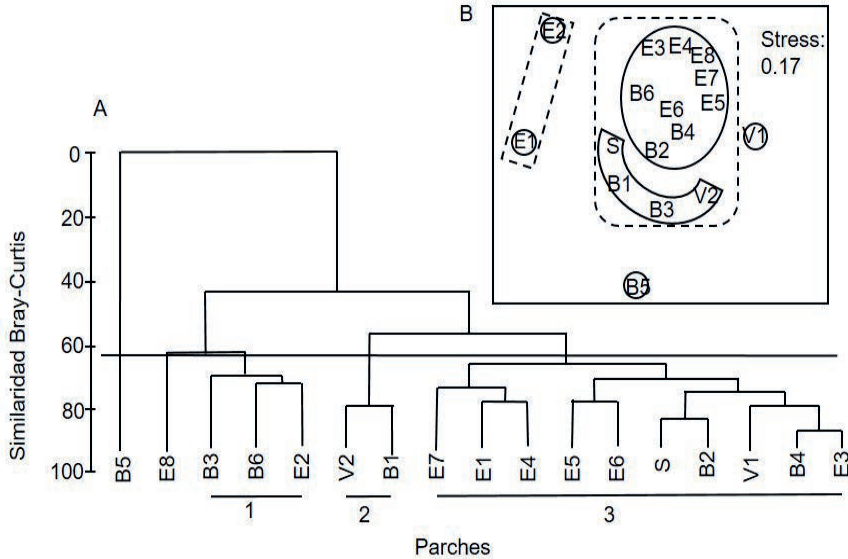 B
E2
E3 E4 E8
E7
B6
E6 E5
B4
B2
S
B1
B3
V2
E1
V1
B5
Stress:
0.17
A
Similaridad Bray-Curtis
0
20
40
60
80
100
B5 E8 B3 B6 E2 V2 B1 E7 E1 E4 E5 E6 S B2 V1 B4 E3
1 2 3
Parches